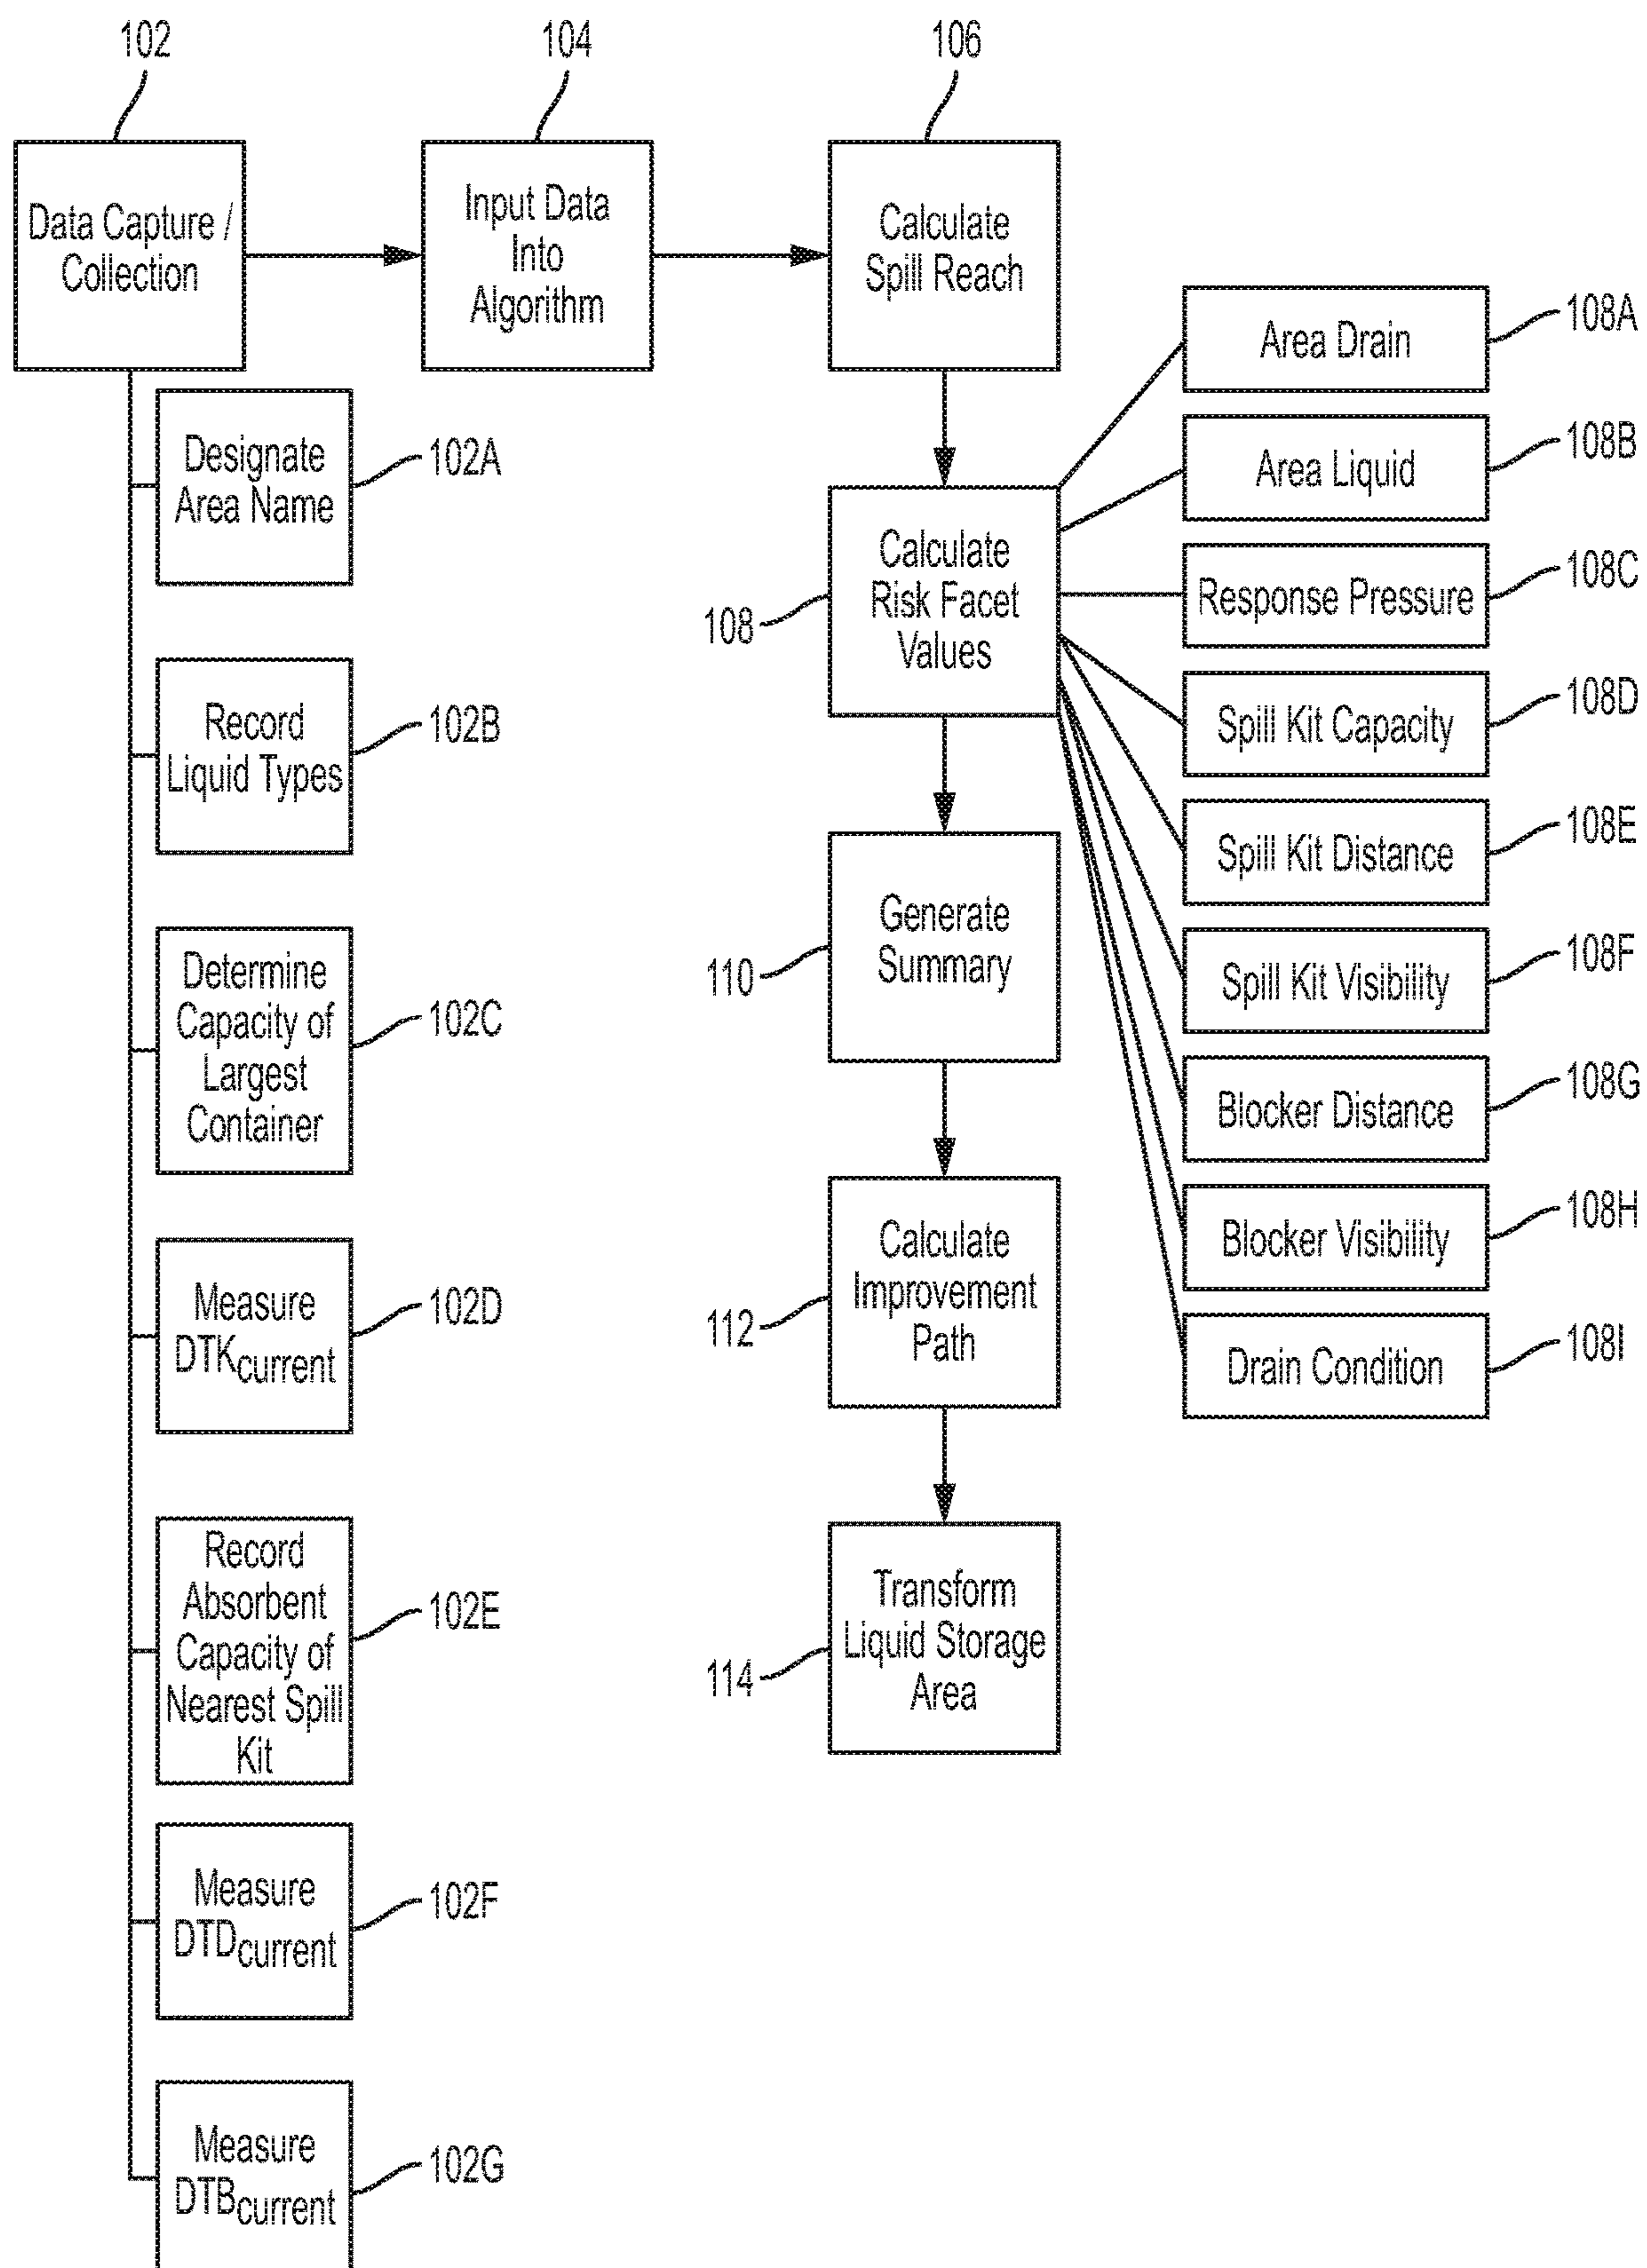 102
104
106
Data Capture /
Collection
Input Data
Into
Algorithm
Calculate
Spill Reach
Designate
Area Name
102A
Record
Liquid Types
102B
Determine
Capacity of
Largest
Container
102C
Measure
DTKcurrent
102D
Record
Absorbent
Capacity of
Nearest Spill
Kit
102E
Measure
DTDcurrent
102F
Measure
DTBcurrent
102G
Calculate
Risk Facet
Values
108
Area Drain
108A
Area Liquid
108B
Response Pressure
108C
Spill Kit Capacity
108D
Spill Kit Distance
108E
Spill Kit Visibility
108F
Blocker Distance
108G
Blocker Visibility
108H
Drain Condition
108I
Generate
Summary
110
Calculate
Improvement
Path
112
Transform
Liquid Storage
Area
114